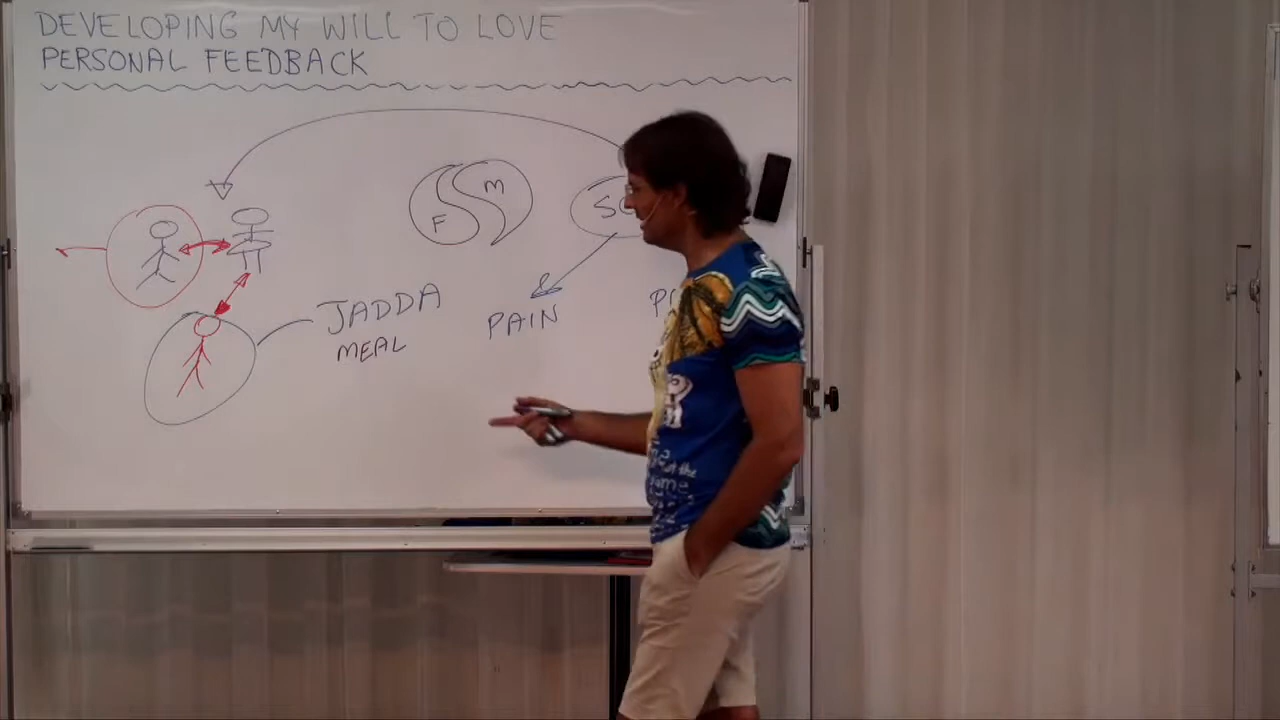 DEVELOPING MY WILL TO LOVE
PERSONAL FEEDBACK
M
F
JADDA
MEAL
PAIN